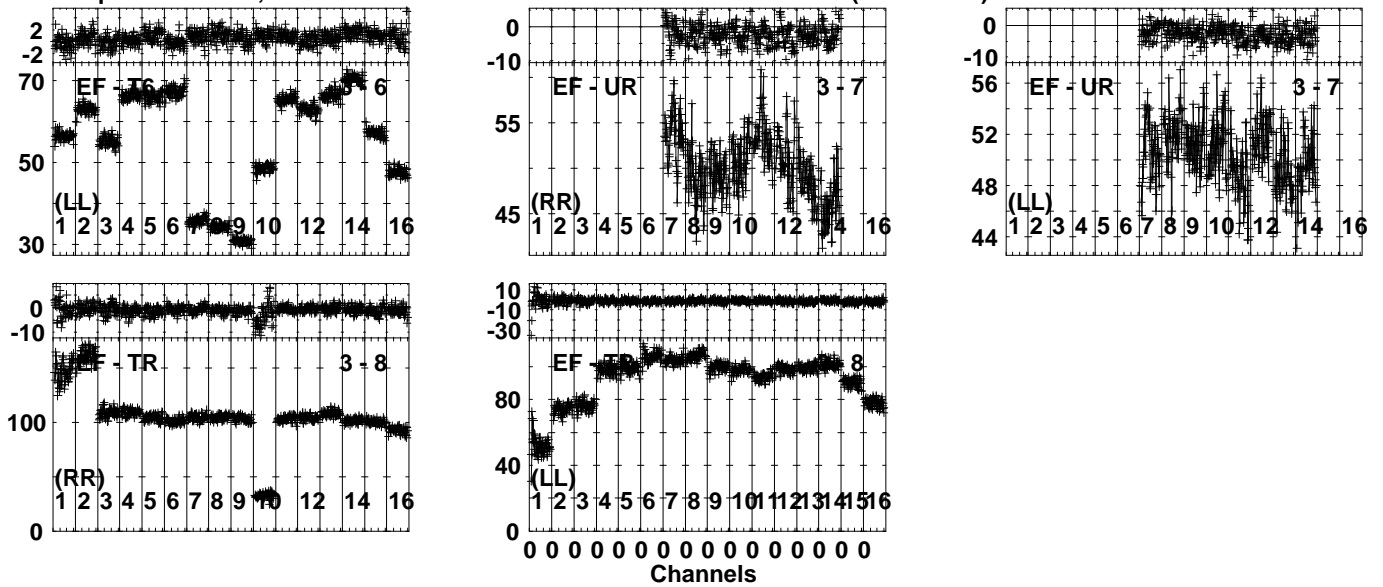 2
-2
70
50
30
EF - T6 3 - 6
(LL)
1 2 3 4 5 6 9 10 12 14 16
0
-10
55
45
EF - UR 3 - 7
(RR)
1 2 3 4 5 6 7 8 9 10 12 4 16
0
-10
56
52
48
44
EF - UR 3 - 7
(LL)
1 2 3 4 5 6 7 8 9 10 12 14 16
0
-10
100
0
EF - TR 3 - 8
(RR)
1 2 3 4 5 6 7 8 9 10 12 14 16
10
-10
-30
80
40
0
EF - TR 8
(LL)
1 2 3 4 5 6 7 8 9 10 11 12 13 14 15 16
0 0 0 0 0 0 0 0 0 0 0 0 0 0 0 0
Channels